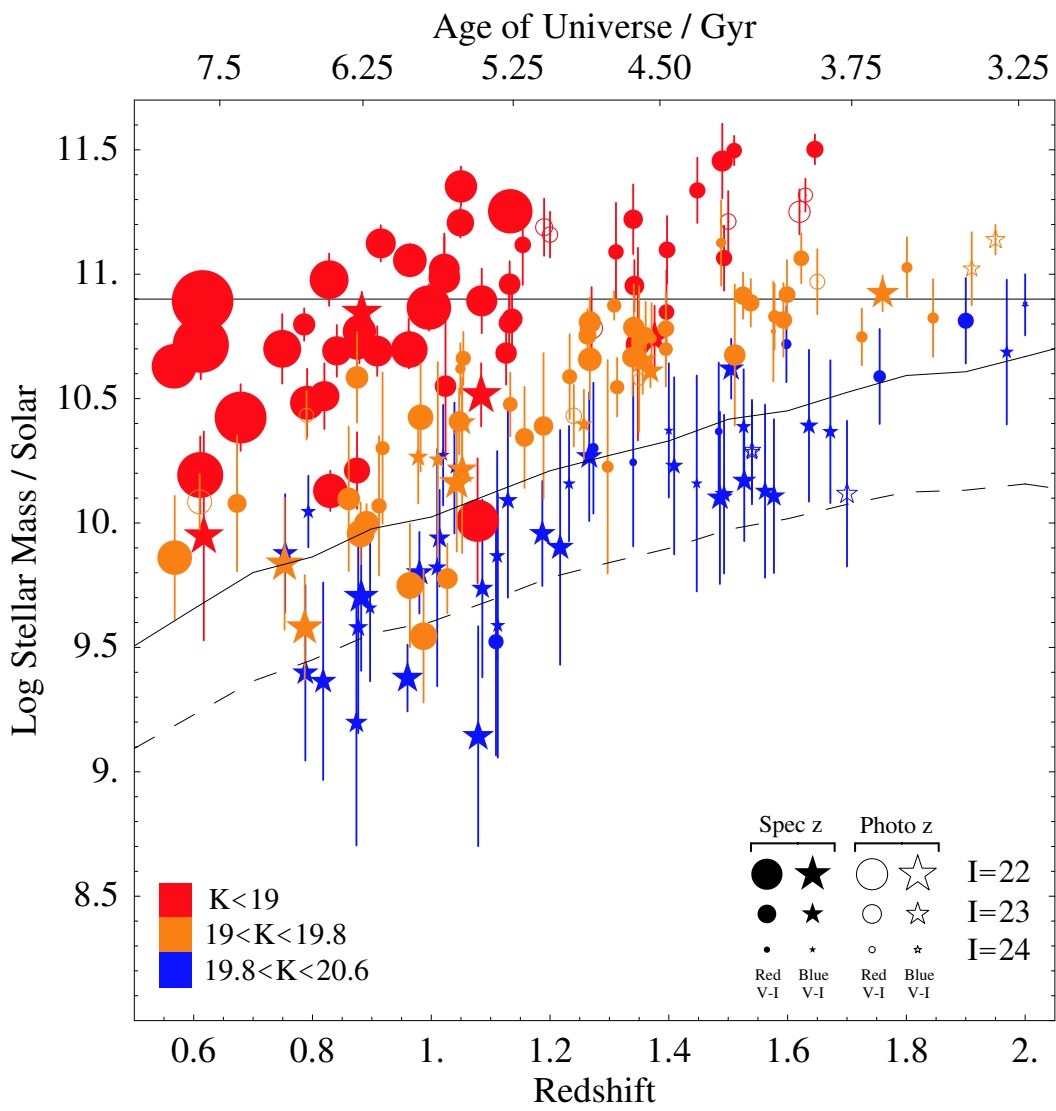 Age of Universe / Gyr
7.5 6.25 5.25 4.50 3.75 3.25
Log Stellar Mass / Solar
11.5
11.
10.5
10.
9.5
9.
8.5
Spec z Photo z
I=22
I=23
I=24
Red Blue Red Blue
V-I V-I V-I V-I
K<19
19<K<19.8
19.8<K<20.6
0.6 0.8 1. 1.2 1.4 1.6 1.8 2.
Redshift